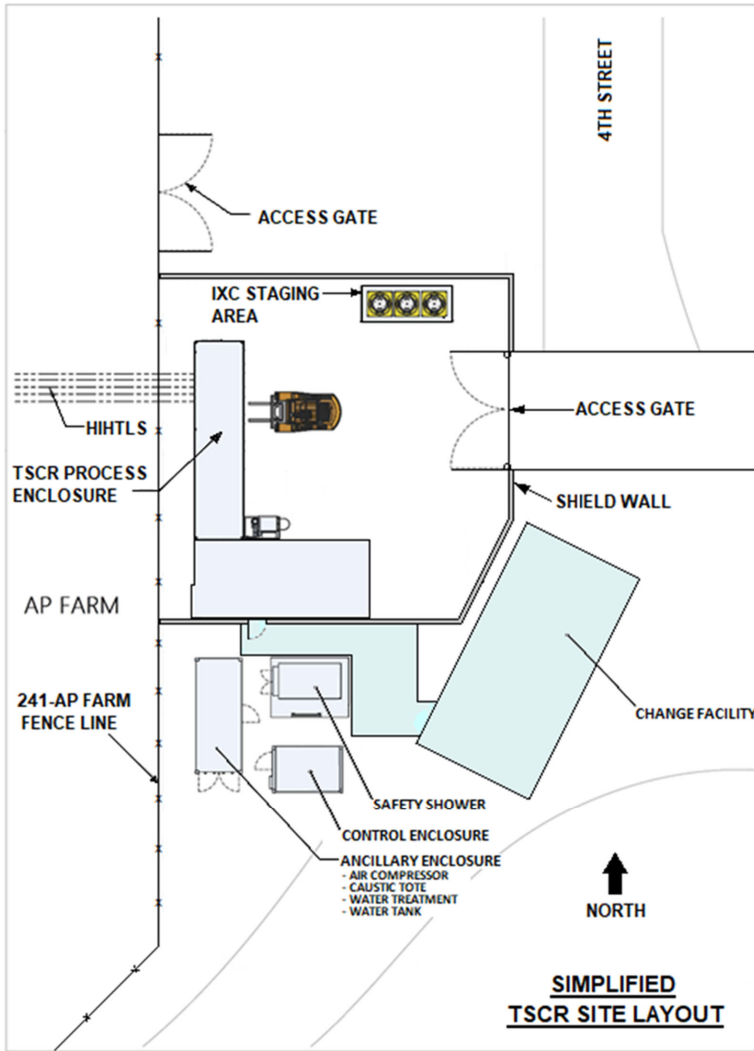 4TH STREET
ACCESS GATE
IXC STAGING
AREA
ACCESS GATE
HIHTLS
TSCR PROCESS
ENCLOSURE
SHIELD WALL
AP FARM
241-AP FARM
FENCE LINE
CHANGE FACILITY
SAFETY SHOWER
CONTROL ENCLOSURE
ANCILLARY ENCLOSURE
- AIR COMPRESSOR
- CAUSTIC TOTE
- WATER TREATMENT
- WATER TANK
NORTH
SIMPLIFIED
TSCR SITE LAYOUT